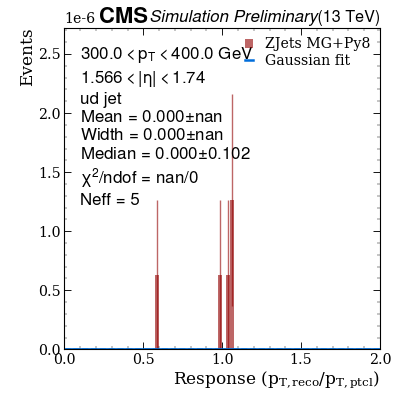 1e-6 CMS Simulation Preliminary (13 TeV)
Events
300.0 < pT < 400.0 GeV
1.566 < |η| < 1.74
ud jet
Mean = 0.000±nan
Width = 0.000±nan
Median = 0.000±0.102
χ²/ndof = nan/0
Neff = 5
ZJets MG+Py8
Gaussian fit
2.5
2.0
1.5
1.0
0.5
0.0
0.0 0.5 1.0 1.5 2.0
Response (pT,reco/pT,ptcl)